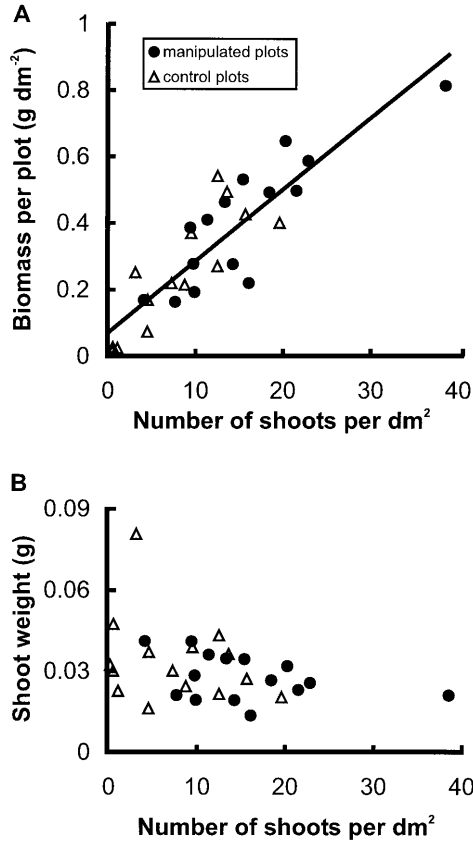 A
Biomass per plot (g dm⁻²)
1
0.8
0.6
0.4
0.2
0
● manipulated plots
△ control plots
0 10 20 30 40
Number of shoots per dm²
B
Shoot weight (g)
0.09
0.06
0.03
0
0 10 20 30 40
Number of shoots per dm²